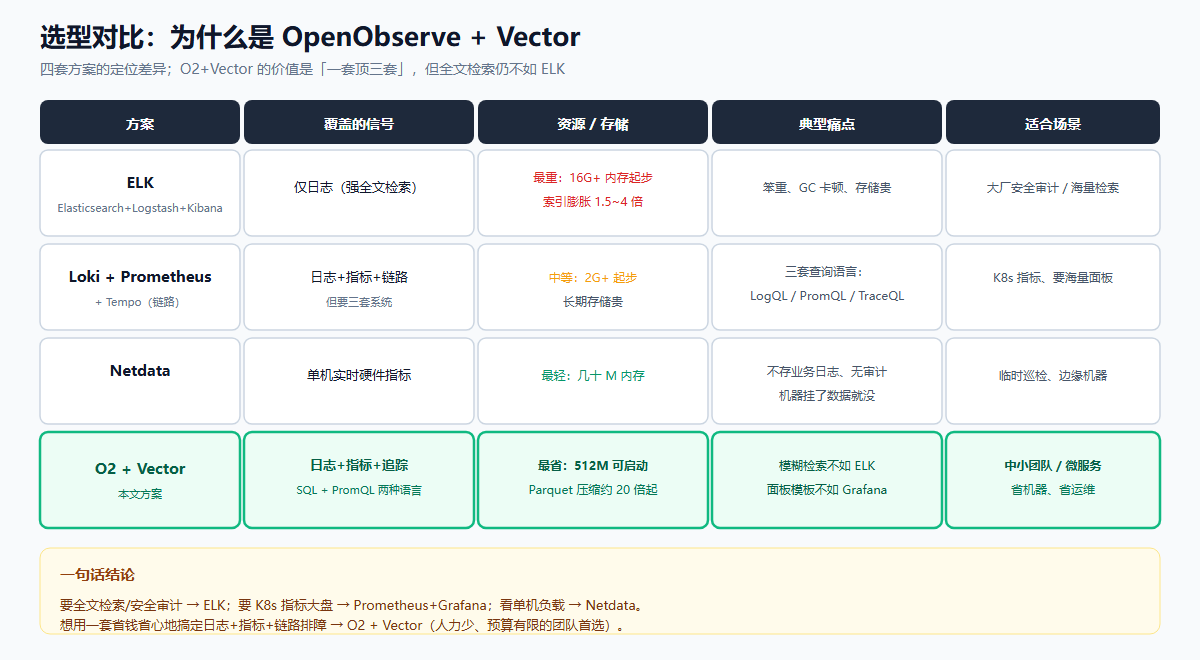 选型对比：为什么是 OpenObserve + Vector
四套方案的定位差异；O2+Vector 的价值是「一套顶三套」，但全文检索仍不如 ELK
方案
覆盖的信号
资源 / 存储
典型痛点
适合场景
ELK
Elasticsearch+Logstash+Kibana
仅日志（强全文检索）
最重：16G+ 内存起步
索引膨胀 1.5~4 倍
笨重、GC 卡顿、存储贵
大厂安全审计 / 海量检索
Loki + Prometheus
+ Tempo（链路）
日志+指标+链路
但要三套系统
中等：2G+ 起步
长期存储贵
三套查询语言：
LogQL / PromQL / TraceQL
K8s 指标、要海量面板
Netdata
单机实时硬件指标
最轻：几十 M 内存
不存业务日志、无审计
机器挂了数据就没
临时巡检、边缘机器
O2 + Vector
本文方案
日志+指标+追踪
SQL + PromQL 两种语言
最省：512M 可启动
Parquet 压缩约 20 倍起
模糊检索不如 ELK
面板模板不如 Grafana
中小团队 / 微服务
省机器、省运维
一句话结论
要全文检索/安全审计 → ELK；要 K8s 指标大盘 → Prometheus+Grafana；看单机负载 → Netdata。
想用一套省钱省心地搞定日志+指标+链路排障 → O2 + Vector（人力少、预算有限的团队首选）。